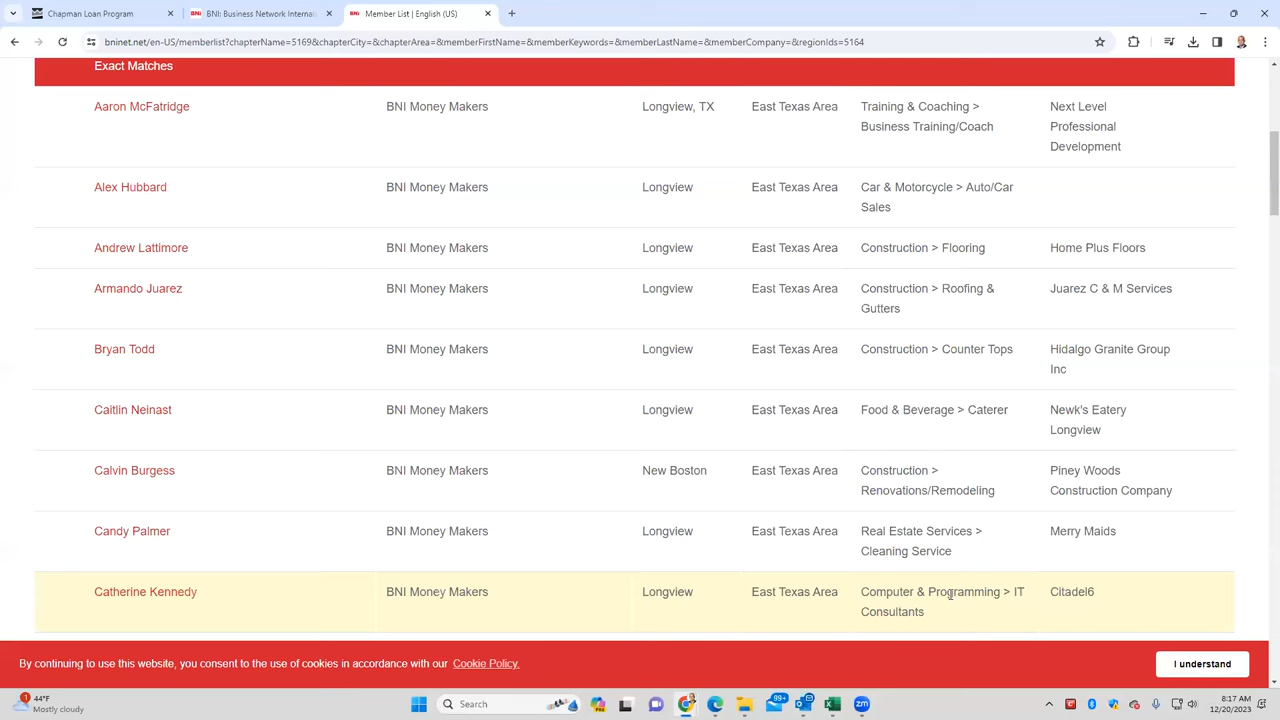 Chapman Loan Program
BNI: Business Network Interna
Member List | English (US)
bninet.net/en-US/memberlist?chapterName=5169&chapterCity=&chapterArea=&memberFirstName=&memberKeywords=&memberLastName=&memberCompany=&regionIds=5164
Exact Matches
Aaron McFatridge BNI Money Makers Longview, TX East Texas Area Training & Coaching > Next Level
Business Training/Coach Professional
Development
Alex Hubbard BNI Money Makers Longview East Texas Area Car & Motorcycle > Auto/Car
Sales
Andrew Lattimore BNI Money Makers Longview East Texas Area Construction > Flooring Home Plus Floors
Armando Juarez BNI Money Makers Longview East Texas Area Construction > Roofing & Juarez C & M Services
Gutters
Bryan Todd BNI Money Makers Longview East Texas Area Construction > Counter Tops Hidalgo Granite Group
Inc
Caitlin Neinast BNI Money Makers Longview East Texas Area Food & Beverage > Caterer Newk's Eatery
Longview
Calvin Burgess BNI Money Makers New Boston East Texas Area Construction > Piney Woods
Renovations/Remodeling Construction Company
Candy Palmer BNI Money Makers Longview East Texas Area Real Estate Services > Merry Maids
Cleaning Service
Catherine Kennedy BNI Money Makers Longview East Texas Area Computer & Programming > IT Citadel6
Consultants
By continuing to use this website, you consent to the use of cookies in accordance with our Cookie Policy. I understand
44°F
Mostly cloudy
Search
99+
zm
8:17 AM
12/20/2023